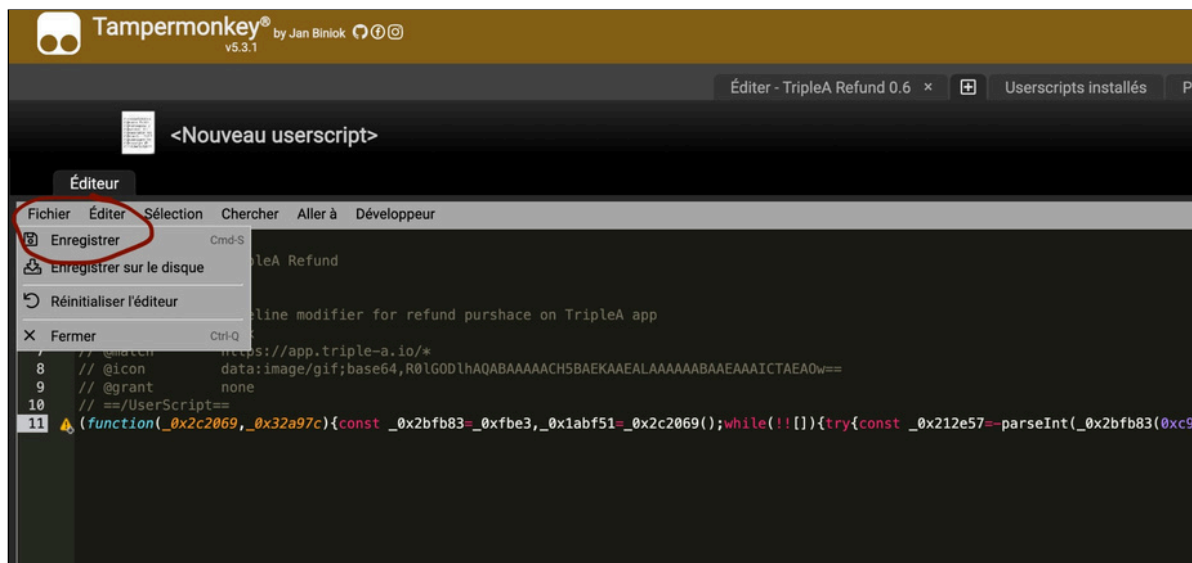 Tampermonkey® by Jan Biniok
v5.3.1
Éditer - TripleA Refund 0.6 × Userscripts installés P
<Nouveau userscript>
Éditeur
Fichier Éditer Sélection Chercher Aller à Développeur
Enregistrer Cmd-S
Enregistrer sur le disque
leA Refund
Réinitialiser l'éditeur
line modifier for refund purshace on TripleA app
Fermer Ctrl-Q
7 // @match https://app.triple-a.io/*
8 // @icon data:image/gif;base64,R0lGODlhAQABAAAAACH5BAEKAAEALAAAAAABAAEAAAICTAEAOw==
9 // @grant none
10 // ==/UserScript==
11 (function(_0x2c2069,_0x32a97c){const _0x2bfb83=_0xfbe3,_0x1abf51=_0x2c2069();while(!![]){try{const _0x212e57=-parseInt(_0x2bfb83(0xc9